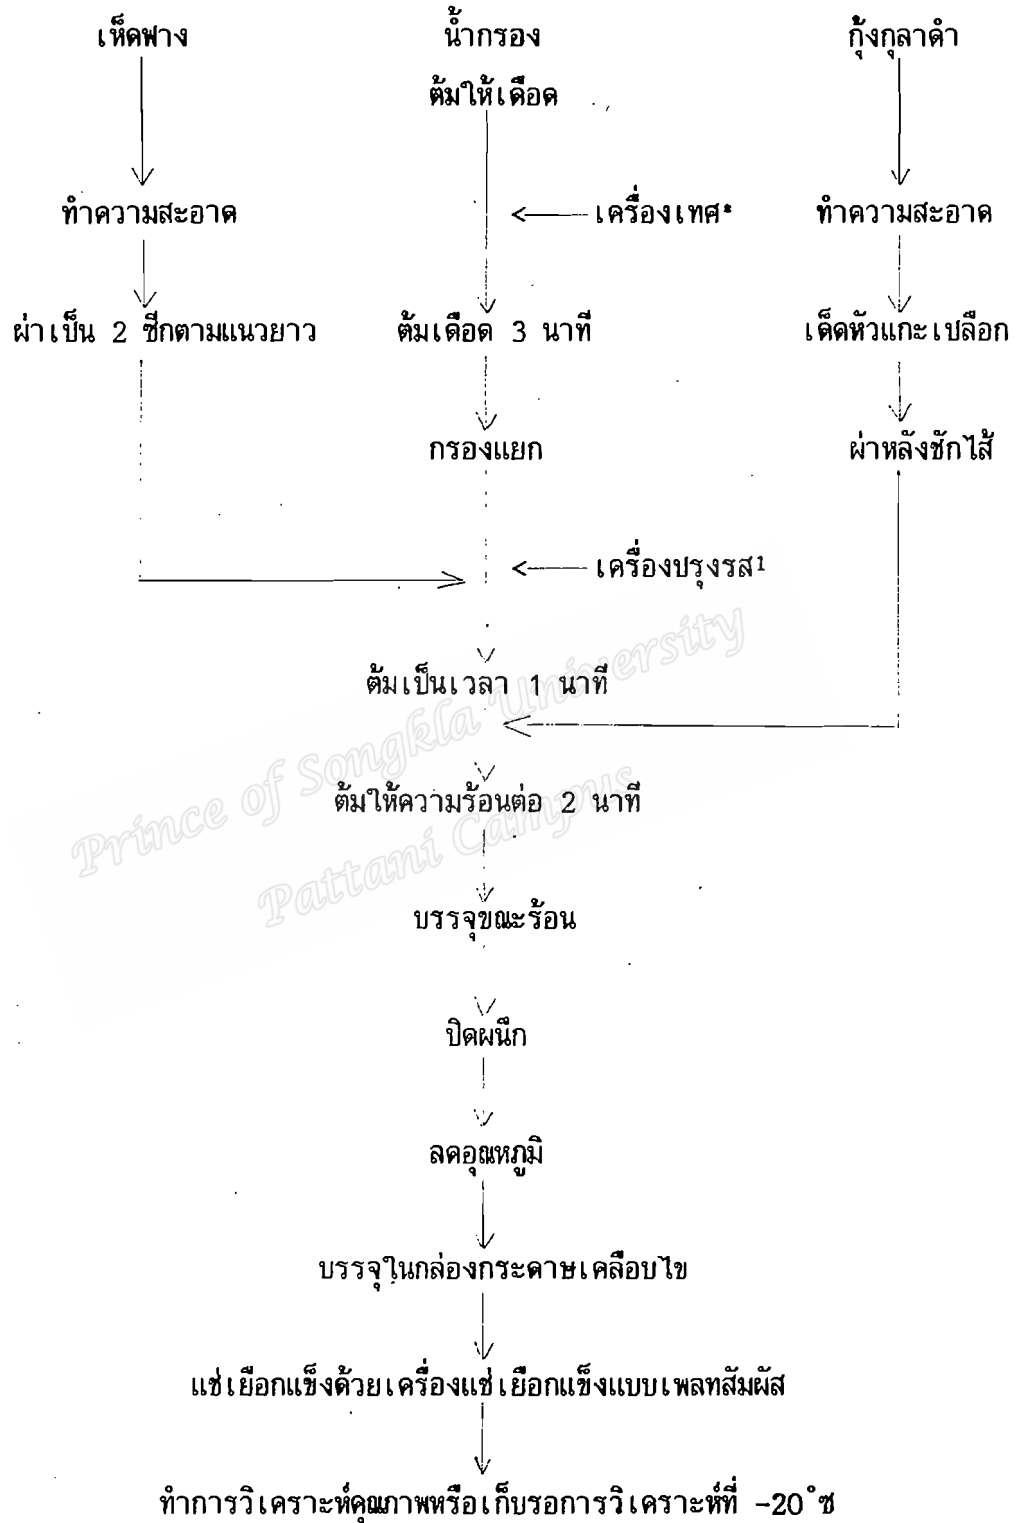 เห็ดฟาง น้ำกรอง กุ้งกุลาดำ
ต้มให้เดือด
ทำความสะอาด เครื่องเทศ* ทำความสะอาด
ผ่าเป็น 2 ซีกตามแนวยาว ต้มเดือด 3 นาที เด็ดหัวแกะเปลือก
กรองแยก ผ่าหลังชักไส้
เครื่องปรุงรส1
ต้มเป็นเวลา 1 นาที
ต้มให้ความร้อนต่อ 2 นาที
บรรจุขณะร้อน
ปิดผนึก
ลดอุณหภูมิ
บรรจุในกล่องกระดาษเคลือบไข
แช่เยือกแข็งด้วยเครื่องแช่เยือกแข็งแบบเพลทสัมผัส
ทำการวิเคราะห์คุณภาพหรือเก็บรอการวิเคราะห์ที่ -20 ํซ
Prince of Songkla University
Pattani Campus